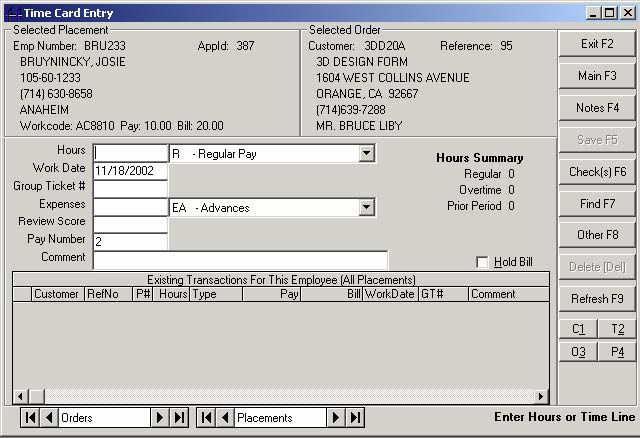 Time Card Entry
Selected Placement
Emp Number: BRU233 AppId: 387
BRUYNINCKY, JOSIE
105-60-1233
(714) 630-8658
ANAHEIM
Workcode: AC8810 Pay: 10.00 Bill: 20.00
Selected Order
Customer: 3DD20A Reference: 95
3D DESIGN FORM
1604 WEST COLLINS AVENUE
ORANGE, CA 92667
(714)639-7288
MR. BRUCE LIBY
Exit F2
Main F3
Notes F4
Save F5
Check(s) F6
Find F7
Other F8
Delete [Del]
Refresh F9
C1 T2
O3 P4
Hours R - Regular Pay
Work Date 11/18/2002
Group Ticket #
Expenses EA - Advances
Review Score
Pay Number 2
Comment
Hours Summary
Regular 0
Overtime 0
Prior Period 0
Hold Bill
Existing Transactions For This Employee (All Placements)
Customer RefNo P# Hours Type Pay Bill WorkDate GT# Comment
Orders Placements Enter Hours or Time Line